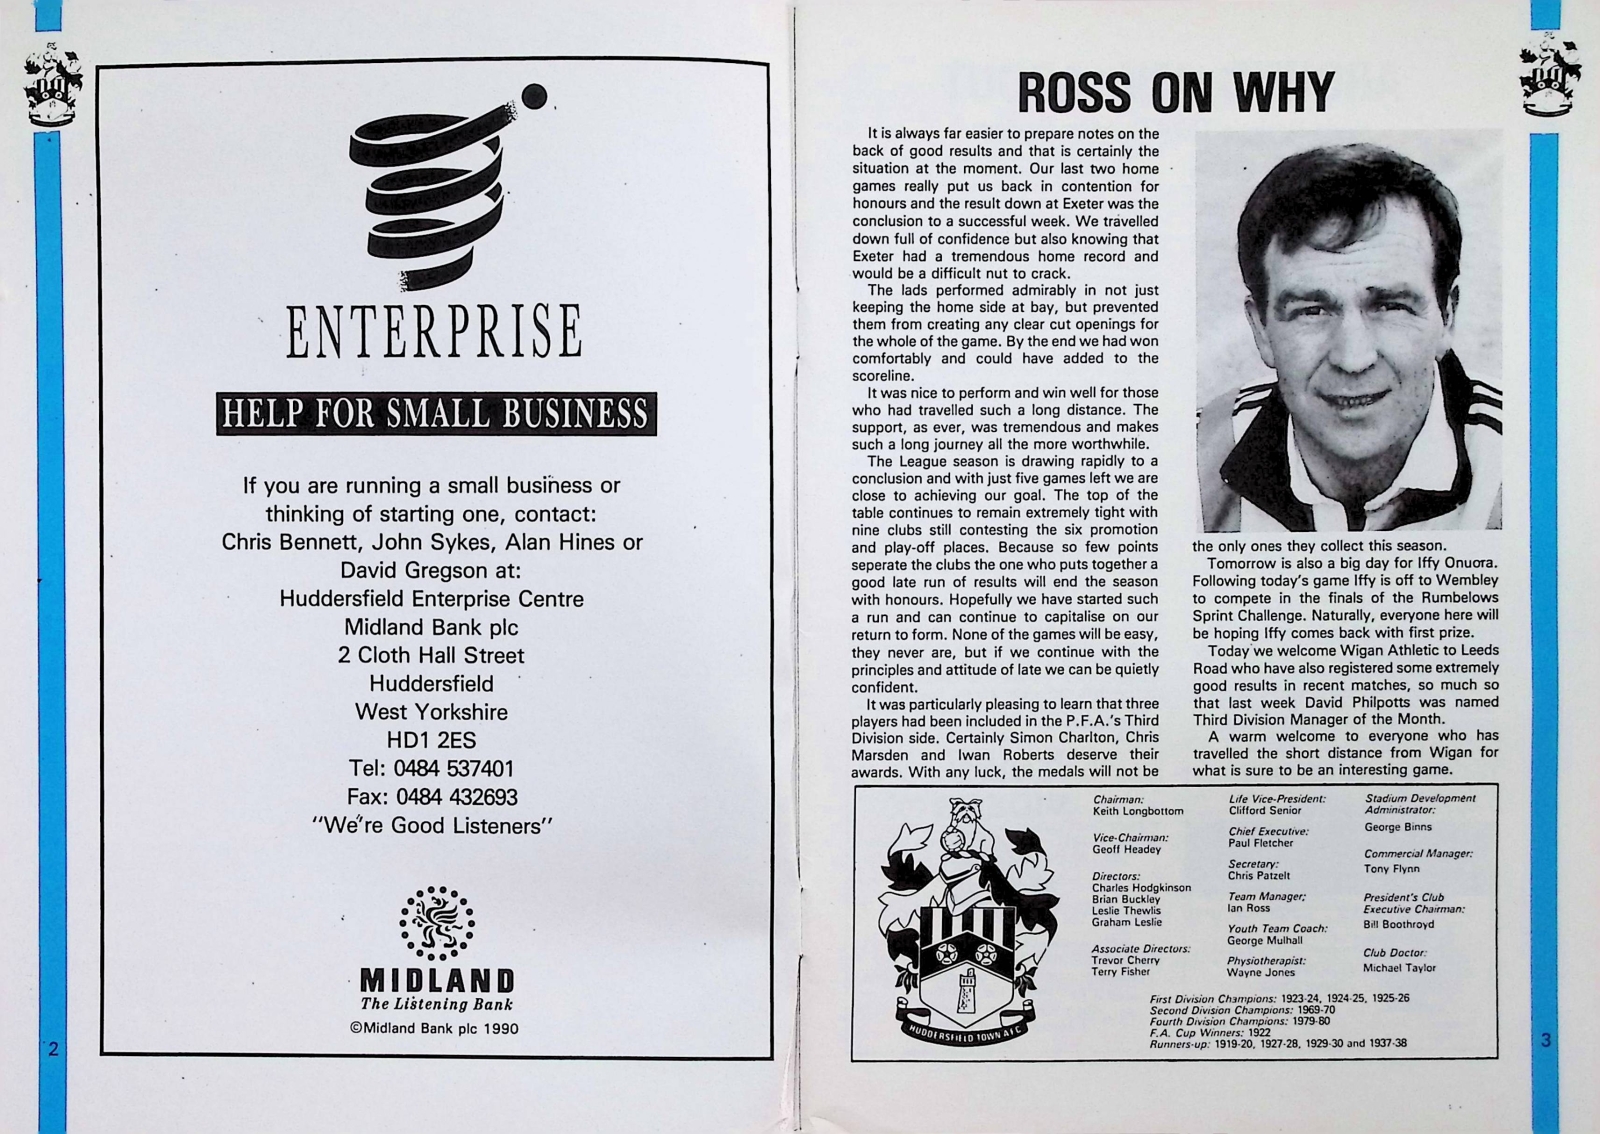 ENTERPRISE
HELP FOR SMALL BUSINESS
If you are running a small business or
thinking of starting one, contact:
Chris Bennett, John Sykes, Alan Hines or
David Gregson at:
Huddersfield Enterprise Centre
Midland Bank plc
2 Cloth Hall Street
Huddersfield
West Yorkshire
HD1 2ES
Tel: 0484 537401
Fax: 0484 432693
"We're Good Listeners"
MIDLAND
The Listening Bank
©Midland Bank plc 1990
2
ROSS ON WHY
It is always far easier to prepare notes on the
back of good results and that is certainly the
situation at the moment. Our last two home
games really put us back in contention for
honours and the result down at Exeter was the
conclusion to a successful week. We travelled
down full of confidence but also knowing that
Exeter had a tremendous home record and
would be a difficult nut to crack.
The lads performed admirably in not just
keeping the home side at bay, but prevented
them from creating any clear cut openings for
the whole of the game. By the end we had won
comfortably and could have added to the
scoreline.
It was nice to perform and win well for those
who had travelled such a long distance. The
support, as ever, was tremendous and makes
such a long journey all the more worthwhile.
The League season is drawing rapidly to a
conclusion and with just five games left we are
close to achieving our goal. The top of the
table continues to remain extremely tight with
nine clubs still contesting the six promotion
and play-off places. Because so few points
seperate the clubs the one who puts together a
good late run of results will end the season
with honours. Hopefully we have started such
a run and can continue to capitalise on our
return to form. None of the games will be easy,
they never are, but if we continue with the
principles and attitude of late we can be quietly
confident.
It was particularly pleasing to learn that three
players had been included in the P.F.A.'s Third
Division side. Certainly Simon Charlton, Chris
Marsden and Iwan Roberts deserve their
awards. With any luck, the medals will not be
the only ones they collect this season.
Tomorrow is also a big day for Iffy Onuora.
Following today's game Iffy is off to Wembley
to compete in the finals of the Rumbelows
Sprint Challenge. Naturally, everyone here will
be hoping Iffy comes back with first prize.
Today we welcome Wigan Athletic to Leeds
Road who have also registered some extremely
good results in recent matches, so much so
that last week David Philpotts was named
Third Division Manager of the Month.
A warm welcome to everyone who has
travelled the short distance from Wigan for
what is sure to be an interesting game.
HUDDERSFIELD TOWN A F C
Chairman:
Keith Longbottom
Vice-Chairman:
Geoff Headey
Directors:
Charles Hodgkinson
Brian Buckley
Leslie Thewlis
Graham Leslie
Associate Directors:
Trevor Cherry
Terry Fisher
Life Vice-President:
Clifford Senior
Chief Executive:
Paul Fletcher
Secretary:
Chris Patzelt
Team Manager;
Ian Ross
Youth Team Coach:
George Mulhall
Physiotherapist:
Wayne Jones
Stadium Development
Administrator:
George Binns
Commercial Manager:
Tony Flynn
President's Club
Executive Chairman:
Bill Boothroyd
Club Doctor:
Michael Taylor
First Division Champions: 1923-24, 1924-25, 1925-26
Second Division Champions: 1969-70
Fourth Division Champions: 1979-80
F.A. Cup Winners: 1922
Runners-up: 1919-20, 1927-28, 1929-30 and 1937-38
3